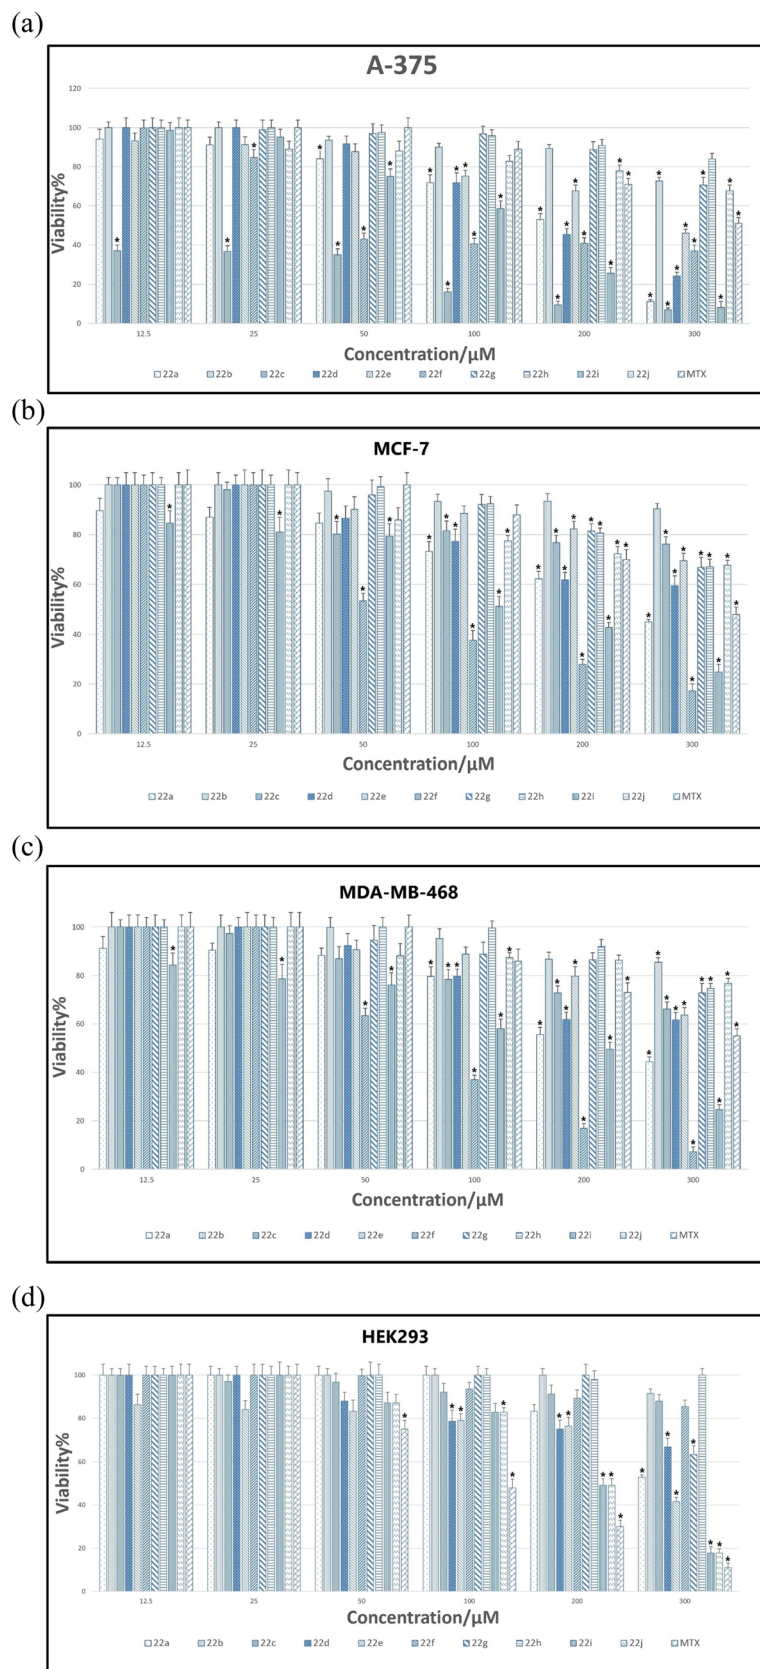 (a)
A-375
Viability%
120
100
80
60
40
20
0
12.5 25 50 100 200 300
Concentration/µM
22a 22b 22c 22d 22e 22f 22g 22h 22i 22j MTX
(b)
MCF-7
Viability%
100
80
60
40
20
0
12.5 25 50 100 200 300
Concentration/µM
22a 22b 22c 22d 22e 22f 22g 22h 22i 22j MTX
(c)
MDA-MB-468
Viability%
100
80
60
40
20
0
12.5 25 50 100 200 300
Concentration/µM
22a 22b 22c 22d 22e 22f 22g 22h 22i 22j MTX
(d)
HEK293
Viability%
100
80
60
40
20
0
12.5 25 50 100 200 300
Concentration/µM
22a 22b 22c 22d 22e 22f 22g 22h 22i 22j MTX